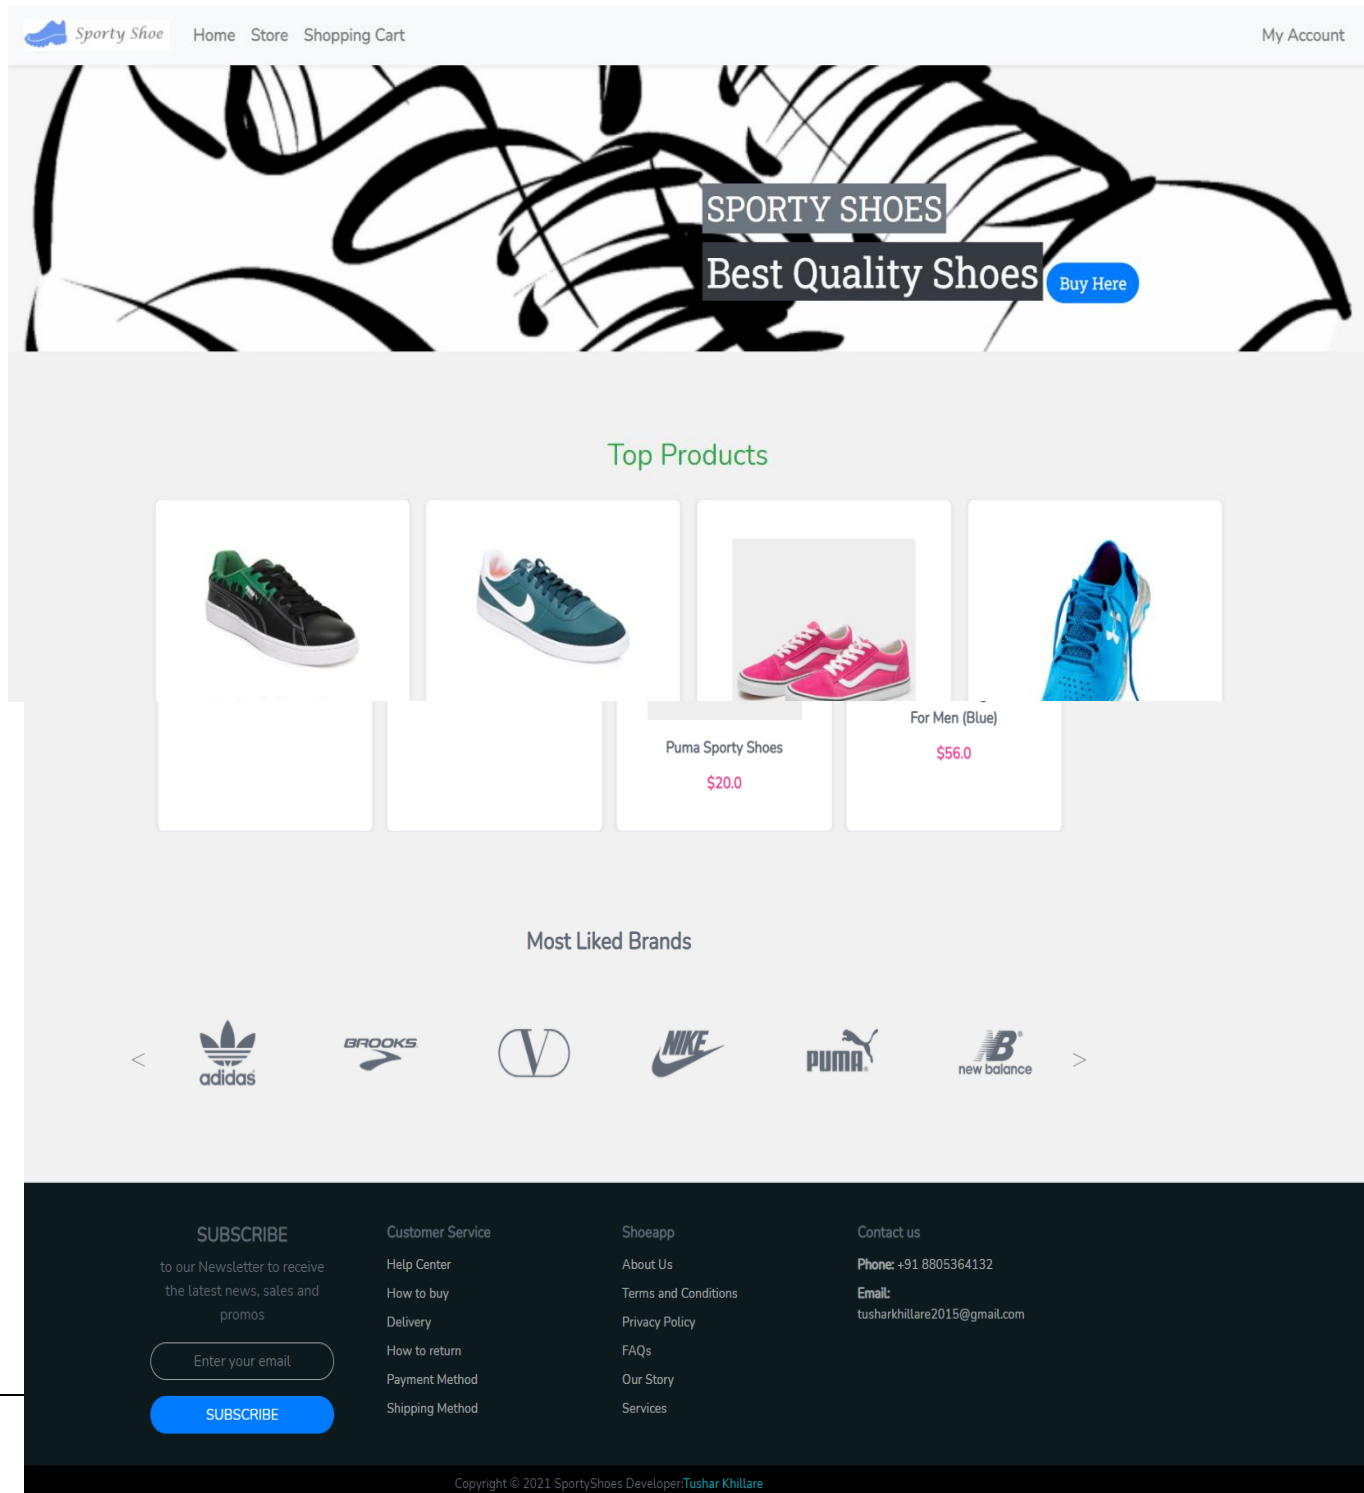 Sporty Shoe
Home Store Shopping Cart
My Account
SPORTY SHOES
Best Quality Shoes
Buy Here
Top Products
For Men (Blue)
Puma Sporty Shoes
$56.0
$20.0
Most Liked Brands
<
adidas
BROOKS
V
NIKE
PUMA
new balance
>
SUBSCRIBE
to our Newsletter to receive
the latest news, sales and
promos
Enter your email
SUBSCRIBE
Customer Service
Help Center
How to buy
Delivery
How to return
Payment Method
Shipping Method
Shoeapp
About Us
Terms and Conditions
Privacy Policy
FAQs
Our Story
Services
Contact us
Phone: +91 8805364132
Email:
tusharkhillare2015@gmail.com
Copyright © 2021 SportyShoes Developer:Tushar Khillare